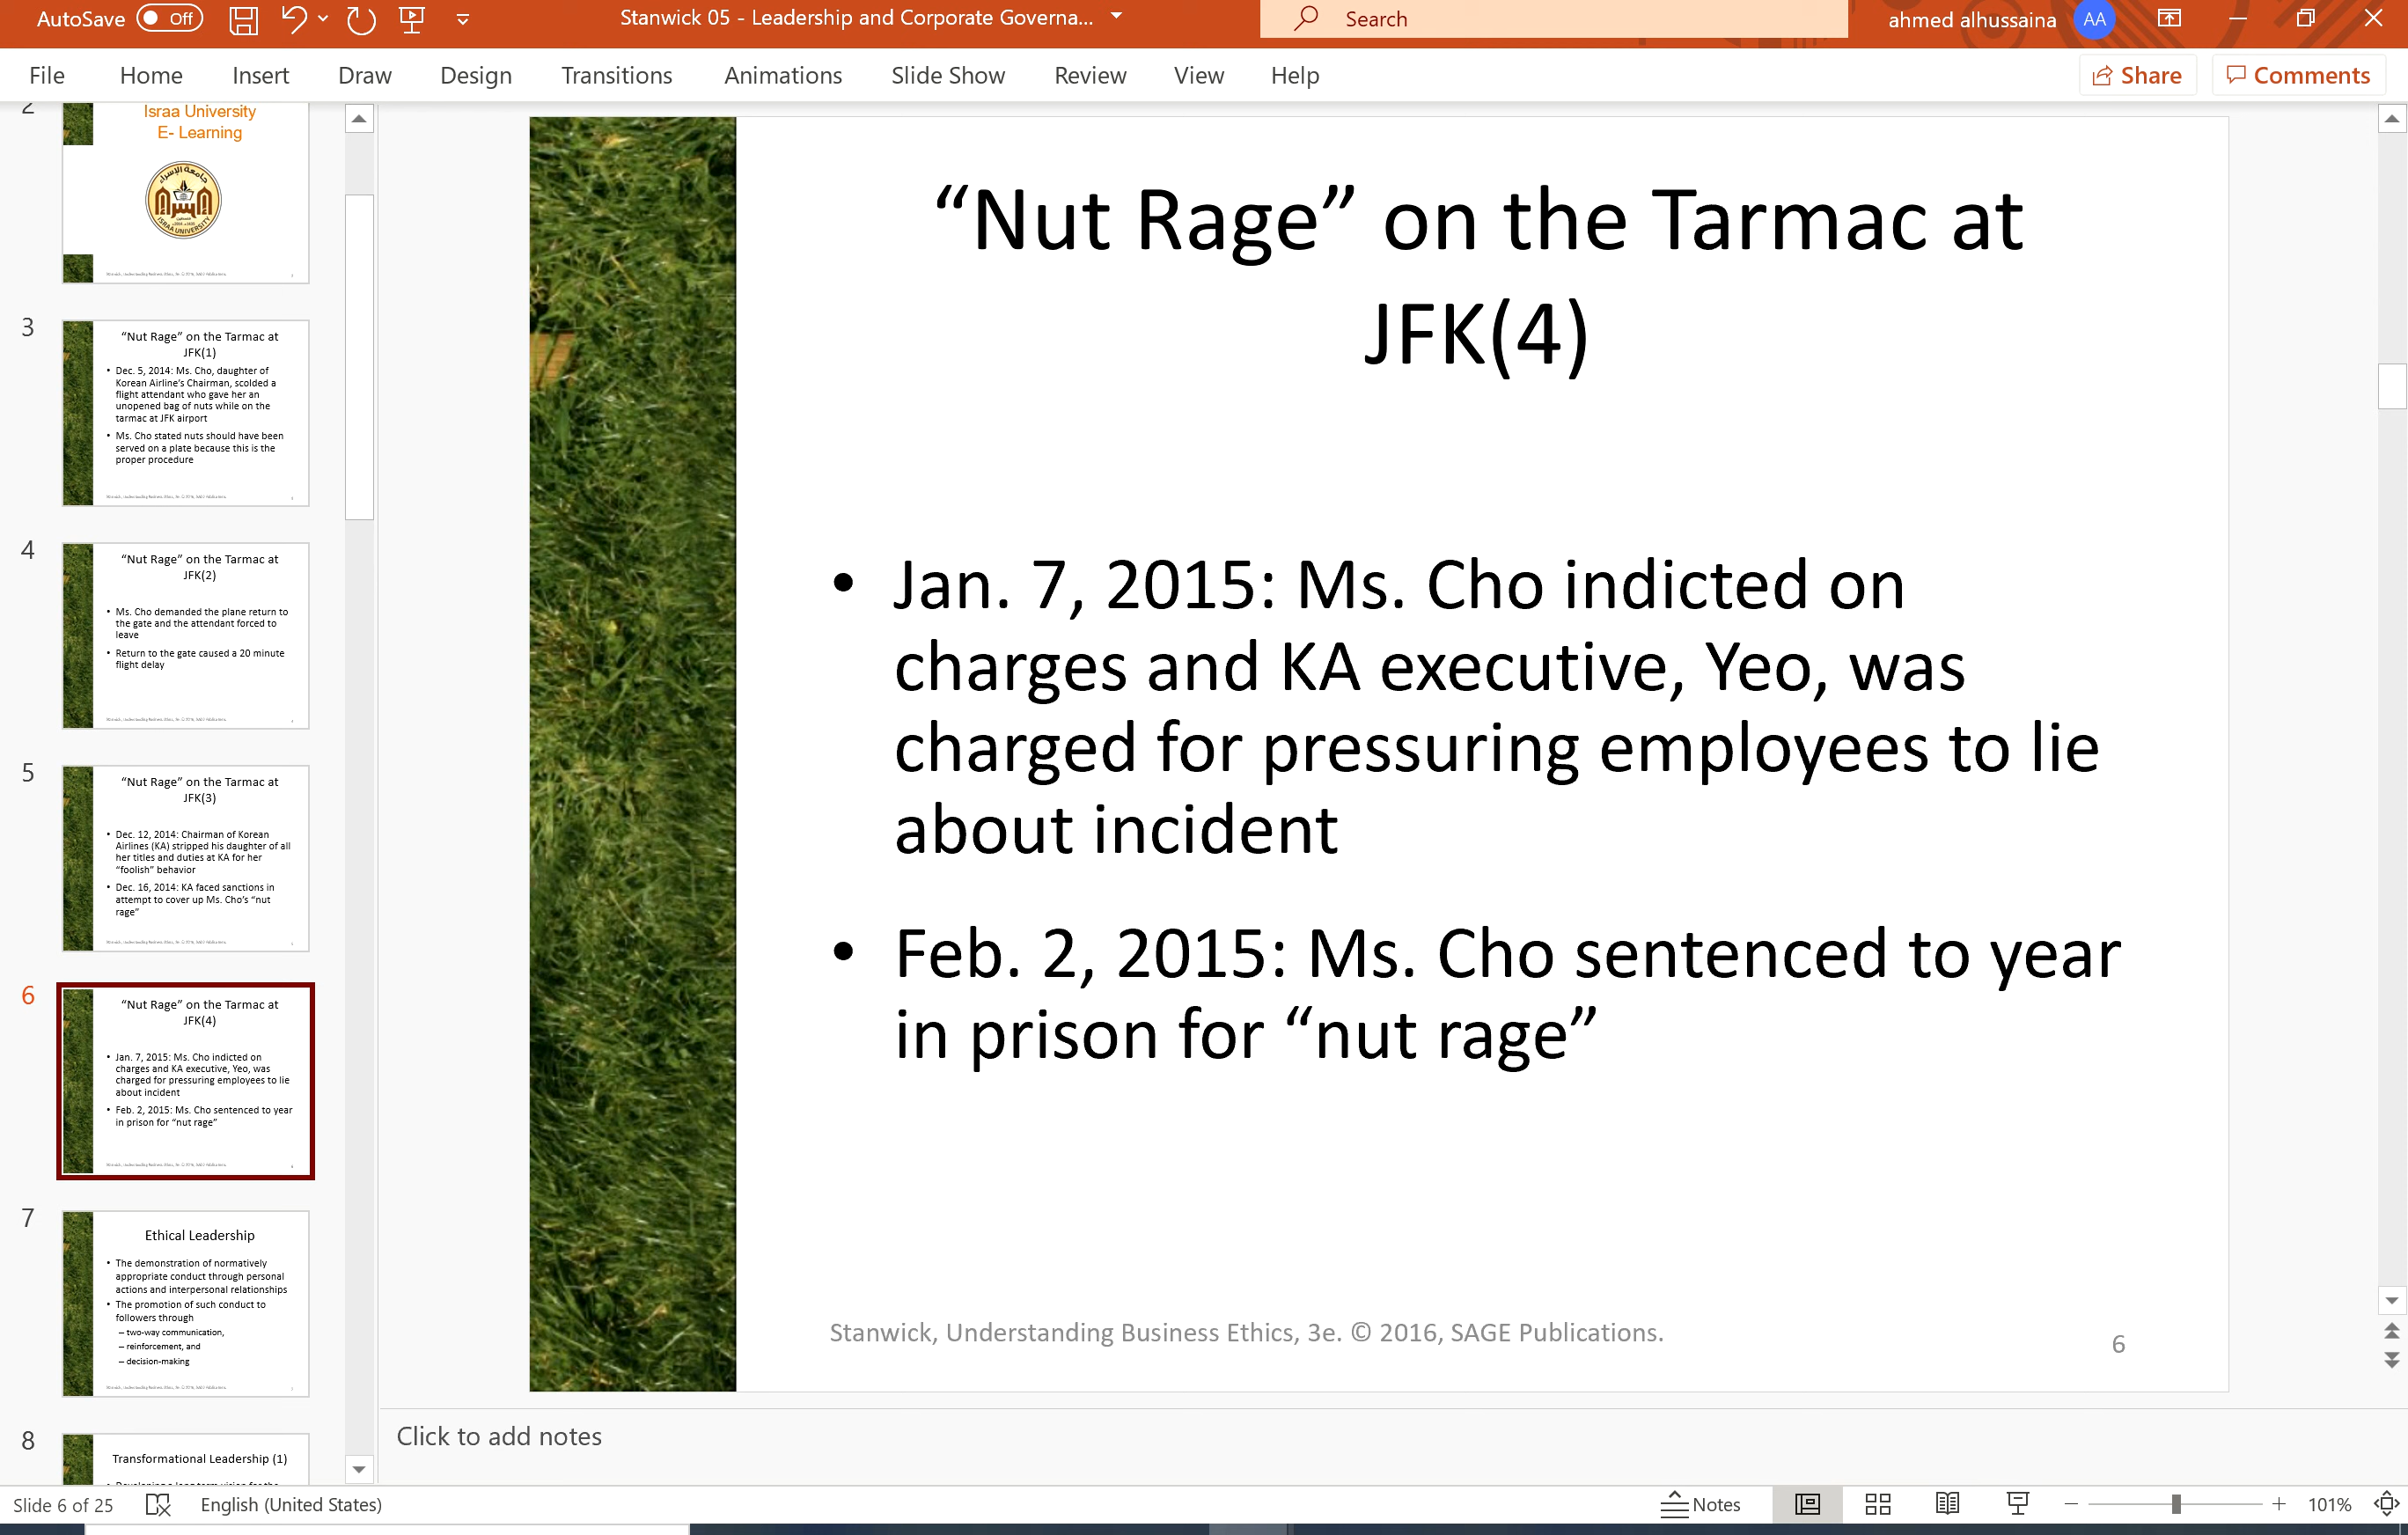 AutoSave Off
Stanwick 05 - Leadership and Corporate Governa...
Search
ahmed alhussaina AA
File Home Insert Draw Design Transitions Animations Slide Show Review View Help Share Comments
2
Israa University
E- Learning
جامعة الإسراء
ISRAA UNIVERSITY
3
“Nut Rage” on the Tarmac at
JFK(1)
• Dec. 5, 2014: Ms. Cho, daughter of
Korean Airline’s Chairman, scolded a
flight attendant who gave her an
unopened bag of nuts while on the
tarmac at JFK airport
• Ms. Cho stated nuts should have been
served on a plate because this is the
proper procedure
4
“Nut Rage” on the Tarmac at
JFK(2)
• Ms. Cho demanded the plane return to
the gate and the attendant forced to
leave
• Return to the gate caused a 20 minute
flight delay
5
“Nut Rage” on the Tarmac at
JFK(3)
• Dec. 12, 2014: Chairman of Korean
Airlines (KA) stripped his daughter of all
her titles and duties at KA for her
“foolish” behavior
• Dec. 16, 2014: KA faced sanctions in
attempt to cover up Ms. Cho’s “nut
rage”
6
“Nut Rage” on the Tarmac at
JFK(4)
• Jan. 7, 2015: Ms. Cho indicted on
charges and KA executive, Yeo, was
charged for pressuring employees to lie
about incident
• Feb. 2, 2015: Ms. Cho sentenced to year
in prison for “nut rage”
7
Ethical Leadership
• The demonstration of normatively
appropriate conduct through personal
actions and interpersonal relationships
• The promotion of such conduct to
followers through
– two-way communication,
– reinforcement, and
– decision-making
8
Transformational Leadership (1)
“Nut Rage” on the Tarmac at
JFK(4)
• Jan. 7, 2015: Ms. Cho indicted on
charges and KA executive, Yeo, was
charged for pressuring employees to lie
about incident
• Feb. 2, 2015: Ms. Cho sentenced to year
in prison for “nut rage”
Stanwick, Understanding Business Ethics, 3e. © 2016, SAGE Publications.
6
Click to add notes
Slide 6 of 25 English (United States) Notes 101%